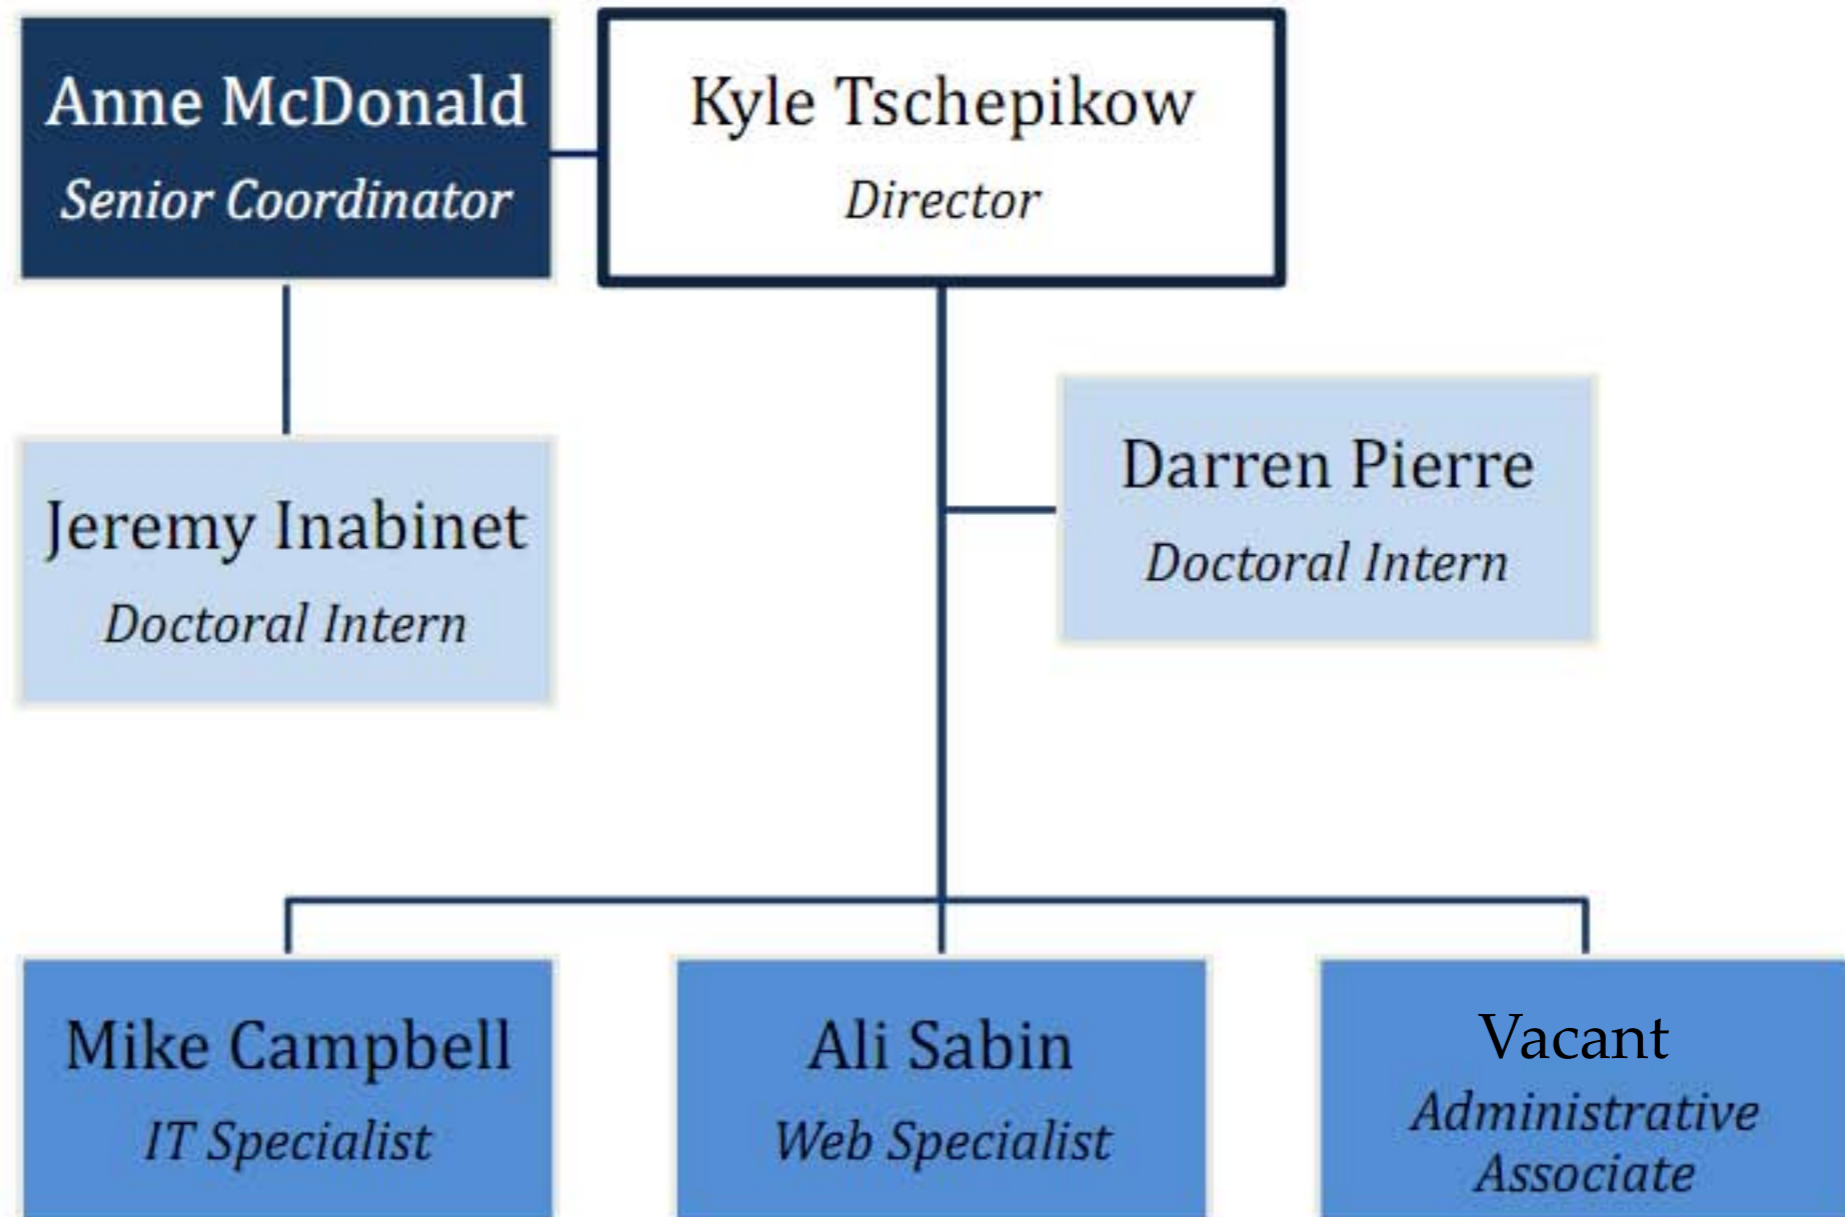 Anne McDonald
Senior Coordinator
Kyle Tschepikow
Director
Jeremy Inabinet
Doctoral Intern
Darren Pierre
Doctoral Intern
Mike Campbell
IT Specialist
Ali Sabin
Web Specialist
Vacant
Administrative
Associate